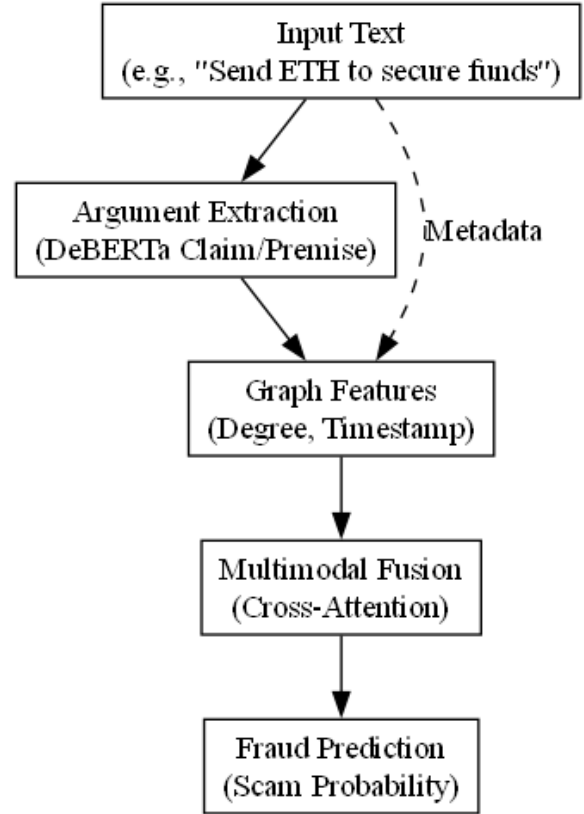 Input Text
(e.g., "Send ETH to secure funds")
Argument Extraction
(DeBERTa Claim/Premise)
Metadata
Graph Features
(Degree, Timestamp)
Multimodal Fusion
(Cross-Attention)
Fraud Prediction
(Scam Probability)